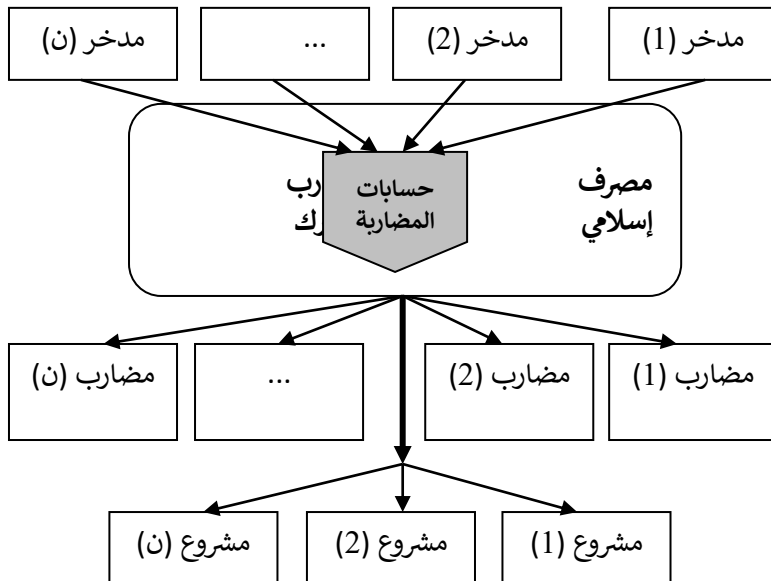 مدخر (1)
مدخر (2)
...
مدخر (ن)
مصرف
إسلامي
حسابات
المضاربة
مضارب (1)
مضارب (2)
...
مضارب (ن)
مشروع (1)
مشروع (2)
مشروع (ن)